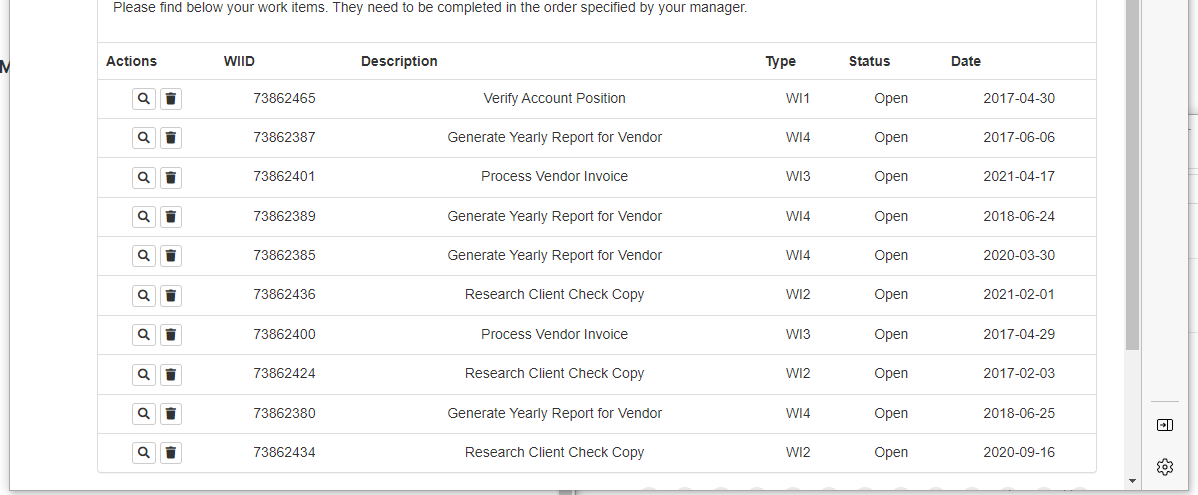 Please find below your work items. They need to be completed in the order specified by your manager.
Actions WIID Description Type Status Date
73862465 Verify Account Position WI1 Open 2017-04-30
73862387 Generate Yearly Report for Vendor WI4 Open 2017-06-06
73862401 Process Vendor Invoice WI3 Open 2021-04-17
73862389 Generate Yearly Report for Vendor WI4 Open 2018-06-24
73862385 Generate Yearly Report for Vendor WI4 Open 2020-03-30
73862436 Research Client Check Copy WI2 Open 2021-02-01
73862400 Process Vendor Invoice WI3 Open 2017-04-29
73862424 Research Client Check Copy WI2 Open 2017-02-03
73862380 Generate Yearly Report for Vendor WI4 Open 2018-06-25
73862434 Research Client Check Copy WI2 Open 2020-09-16